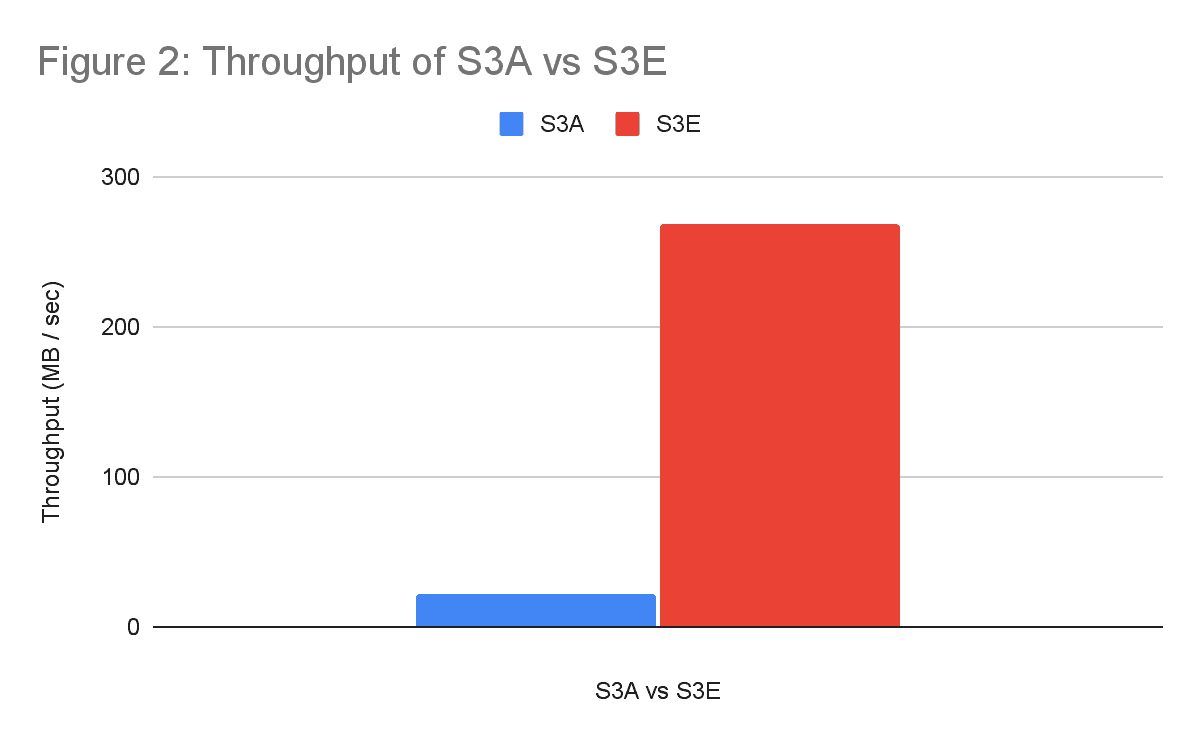 Figure 2: Throughput of S3A vs S3E
S3A S3E
300
200
100
0
Throughput (MB / sec)
S3A vs S3E